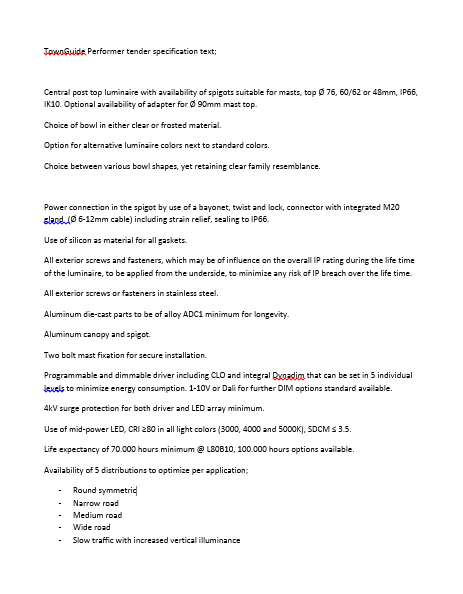 TownGuide Performer tender specification text;
Central post top luminaire with availability of spigots suitable for masts, top Ø 76, 60/62 or 48mm, IP66,
IK10. Optional availability of adapter for Ø 90mm mast top.
Choice of bowl in either clear or frosted material.
Option for alternative luminaire colors next to standard colors.
Choice between various bowl shapes, yet retaining clear family resemblance.
Power connection in the spigot by use of a bayonet, twist and lock, connector with integrated M20
gland (Ø 6-12mm cable) including strain relief, sealing to IP66.
Use of silicon as material for all gaskets.
All exterior screws and fasteners, which may be of influence on the overall IP rating during the life time
of the luminaire, to be applied from the underside, to minimize any risk of IP breach over the life time.
All exterior screws or fasteners in stainless steel.
Aluminum die-cast parts to be of alloy ADC1 minimum for longevity.
Aluminum canopy and spigot.
Two bolt mast fixation for secure installation.
Programmable and dimmable driver including CLO and integral Dynadim that can be set in 5 individual
levels to minimize energy consumption. 1-10V or Dali for further DIM options standard available.
4kV surge protection for both driver and LED array minimum.
Use of mid-power LED, CRI ≥80 in all light colors (3000, 4000 and 5000K), SDCM ≤ 3.5.
Life expectancy of 70.000 hours minimum @ L80B10, 100.000 hours options available.
Availability of 5 distributions to optimize per application;
- Round symmetric
- Narrow road
- Medium road
- Wide road
- Slow traffic with increased vertical illuminance